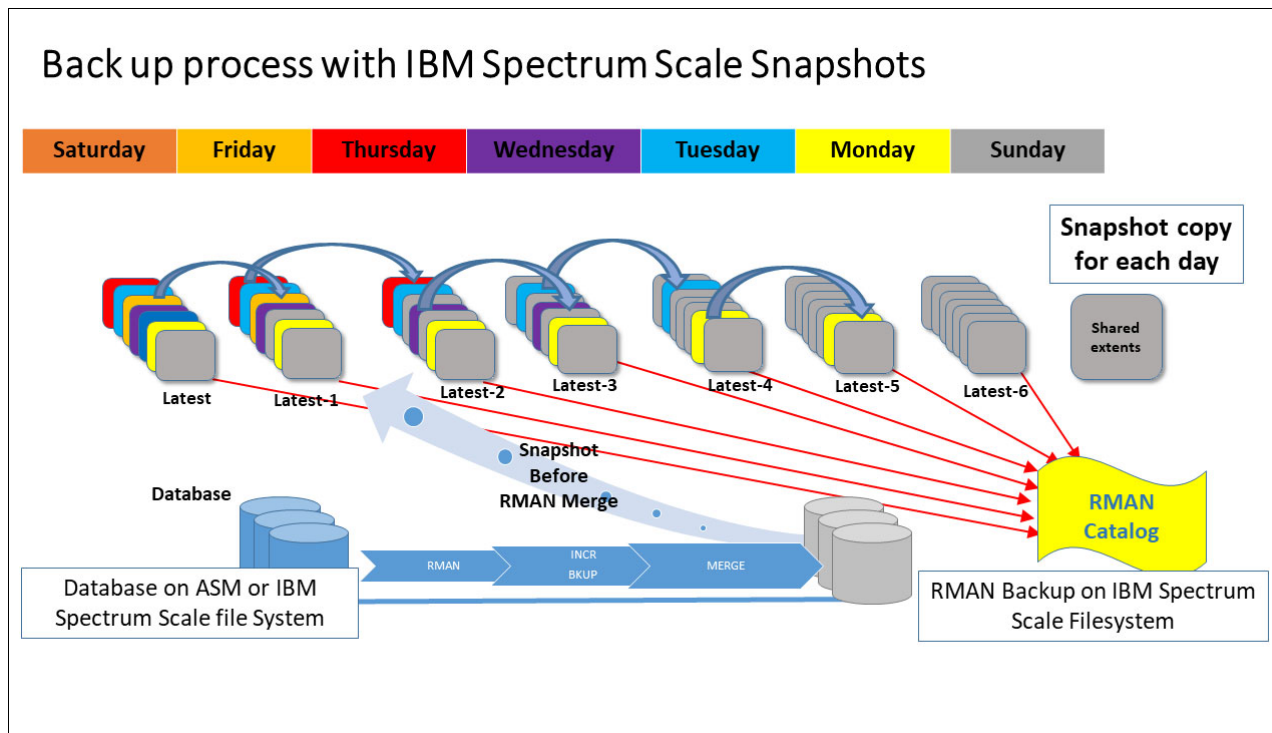 Back up process with IBM Spectrum Scale Snapshots
Saturday Friday Thursday Wednesday Tuesday Monday Sunday
Snapshot copy
for each day
Shared
extents
Latest Latest-1 Latest-2 Latest-3 Latest-4 Latest-5 Latest-6
Snapshot
Before
RMAN Merge
Database
RMAN
INCR
BKUP
MERGE
RMAN
Catalog
Database on ASM or IBM
Spectrum Scale file System
RMAN Backup on IBM Spectrum
Scale Filesystem